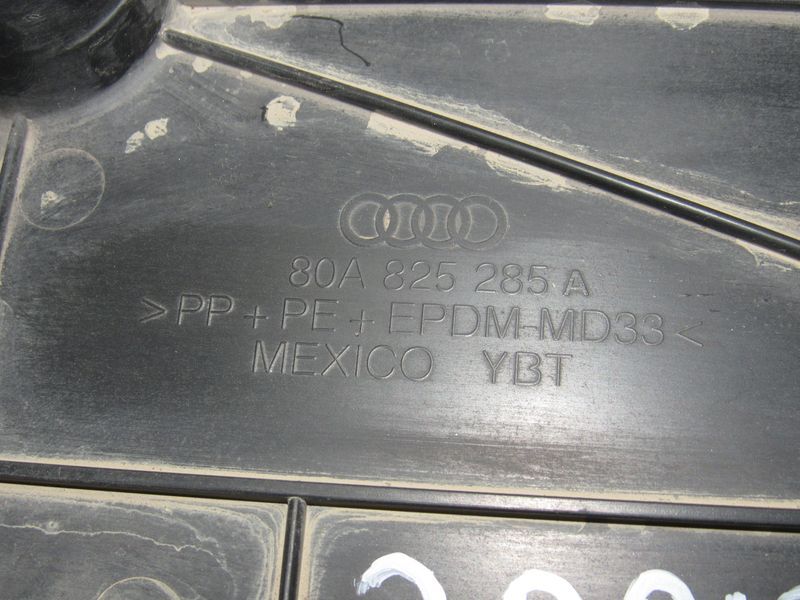 80A 825 285 A
>PP + PE + EPDM-MD33<
MEXICO YBT